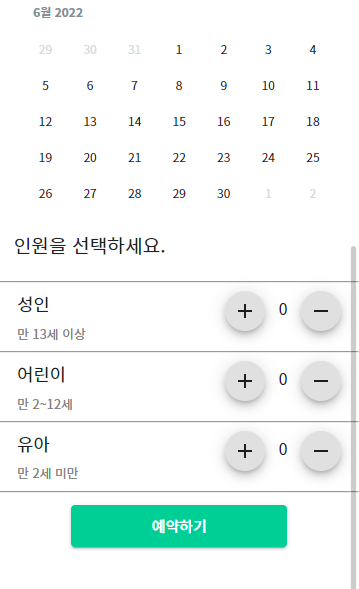 6월 2022
29 30 31 1 2 3 4
5 6 7 8 9 10 11
12 13 14 15 16 17 18
19 20 21 22 23 24 25
26 27 28 29 30 1 2
인원을 선택하세요.
성인
+ 0 −
만 13세 이상
어린이
+ 0 −
만 2~12세
유아
+ 0 −
만 2세 미만
예약하기